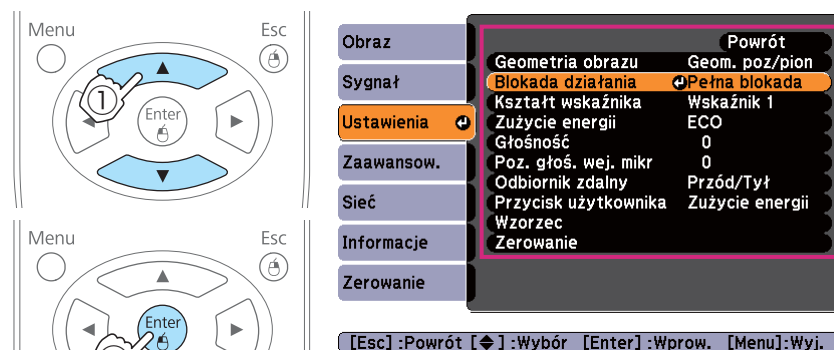 Menu
Esc
1
Enter
Menu
Esc
Enter
Obraz
Sygnał
Ustawienia
Zaawansow.
Sieć
Informacje
Zerowanie
Powrót
Geometria obrazu Geom. poz/pion
Blokada działania Pełna blokada
Kształt wskaźnika Wskaźnik 1
Zużycie energii ECO
Głośność 0
Poz. głoś. wej. mikr 0
Odbiornik zdalny Przód/Tył
Przycisk użytkownika Zużycie energii
Wzorzec
Zerowanie
[Esc] :Powrót [◆] :Wybór [Enter] :Wprow. [Menu]:Wyj.